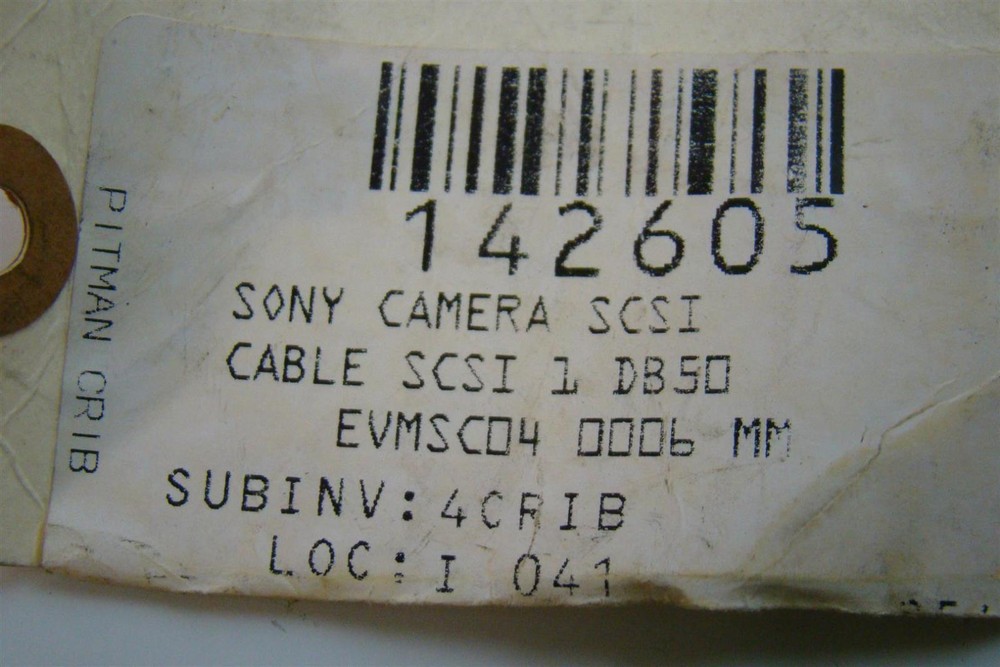 142605
SONY CAMERA SCSI
CABLE SCSI 1 DB50
EVMSC04 0006 MM
SUBINV: 4CRIB
LOC: I 041
PITMAN CRIB